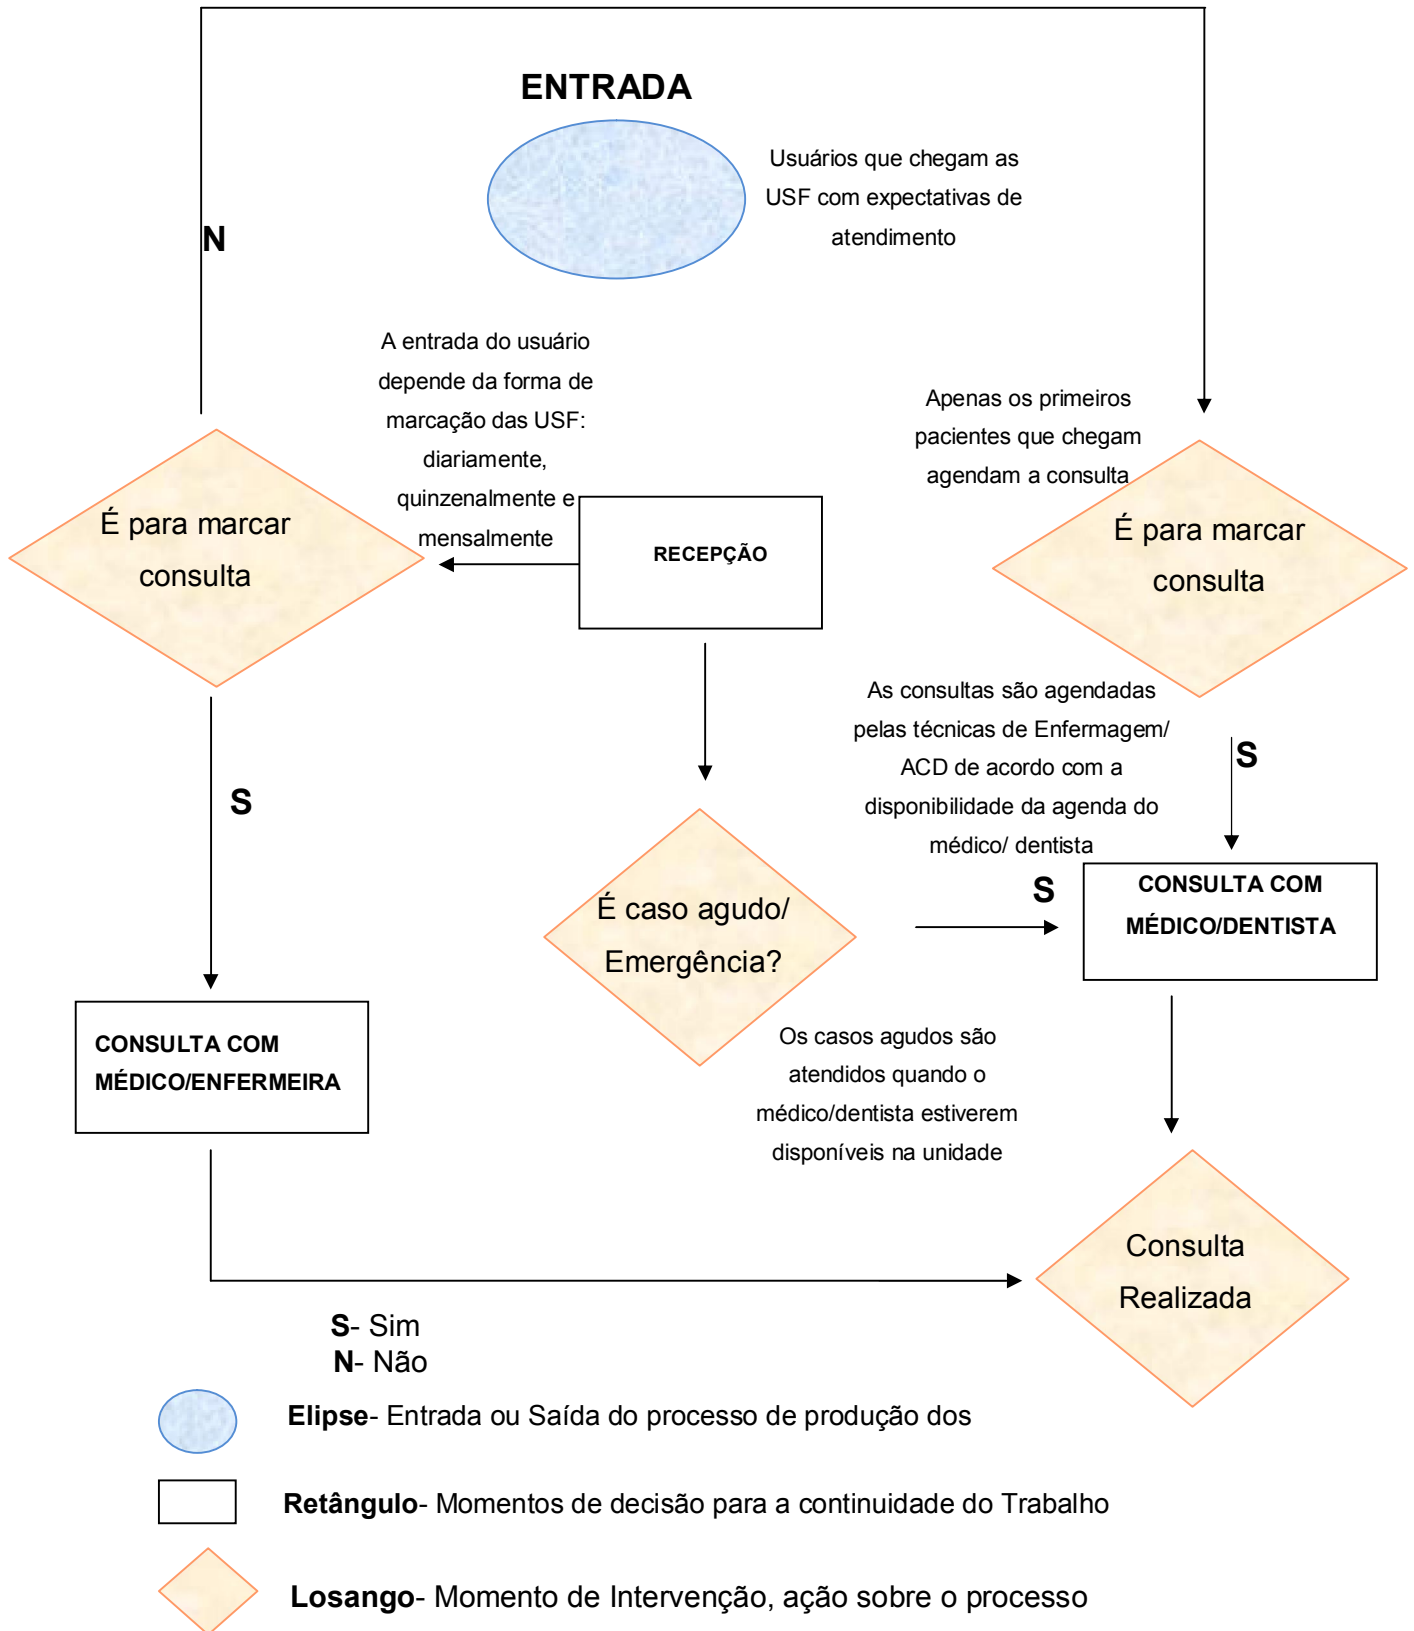 ENTRADA
Usuários que chegam as
USF com expectativas de
atendimento
N
A entrada do usuário
depende da forma de
marcação das USF:
diariamente,
quinzenalmente e
mensalmente
Apenas os primeiros
pacientes que chegam
agendam a consulta
É para marcar
consulta
RECEPÇÃO
É para marcar
consulta
As consultas são agendadas
pelas técnicas de Enfermagem/
ACD de acordo com a
disponibilidade da agenda do
médico/ dentista
S
S
É caso agudo/
Emergência?
S
CONSULTA COM
MÉDICO/DENTISTA
CONSULTA COM
MÉDICO/ENFERMEIRA
Os casos agudos são
atendidos quando o
médico/dentista estiverem
disponíveis na unidade
Consulta
Realizada
S- Sim
N- Não
Elipse- Entrada ou Saída do processo de produção dos
Retângulo- Momentos de decisão para a continuidade do Trabalho
Losango- Momento de Intervenção, ação sobre o processo